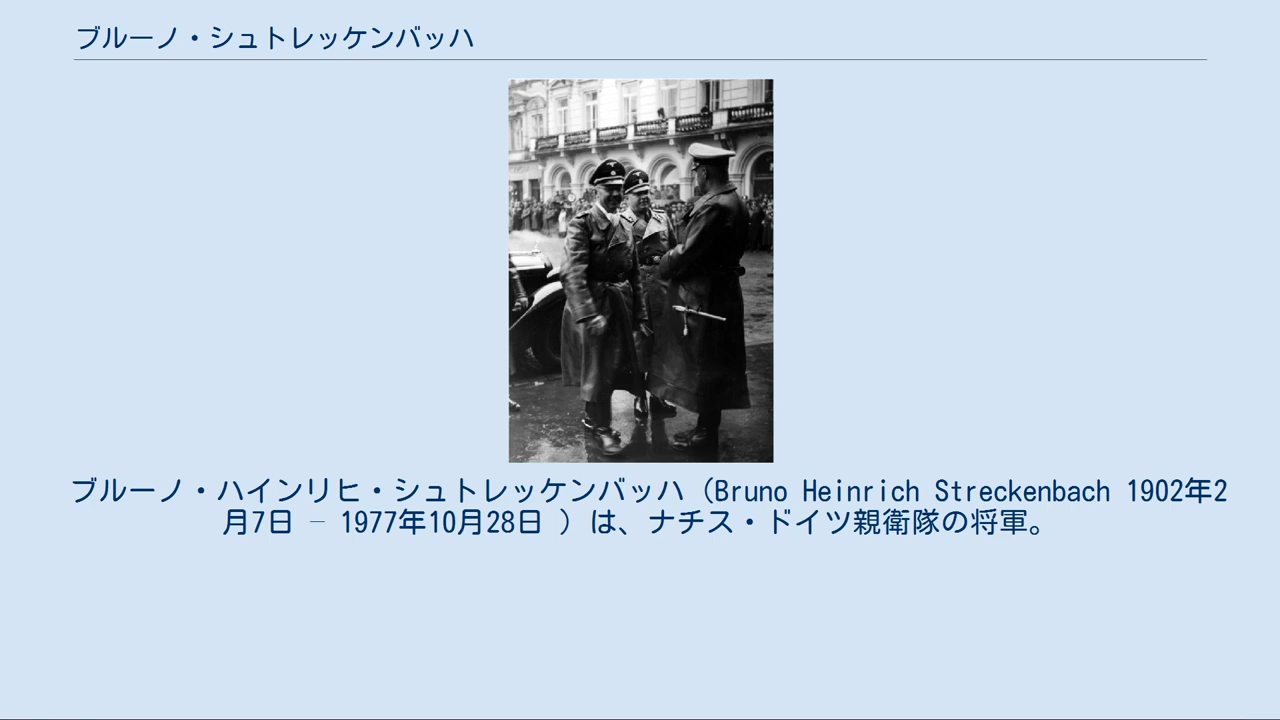 ブルーノ・シュトレッケンバッハ
ブルーノ・ハインリヒ・シュトレッケンバッハ（Bruno Heinrich Streckenbach 1902年2
月7日 – 1977年10月28日 ）は、ナチス・ドイツ親衛隊の将軍。